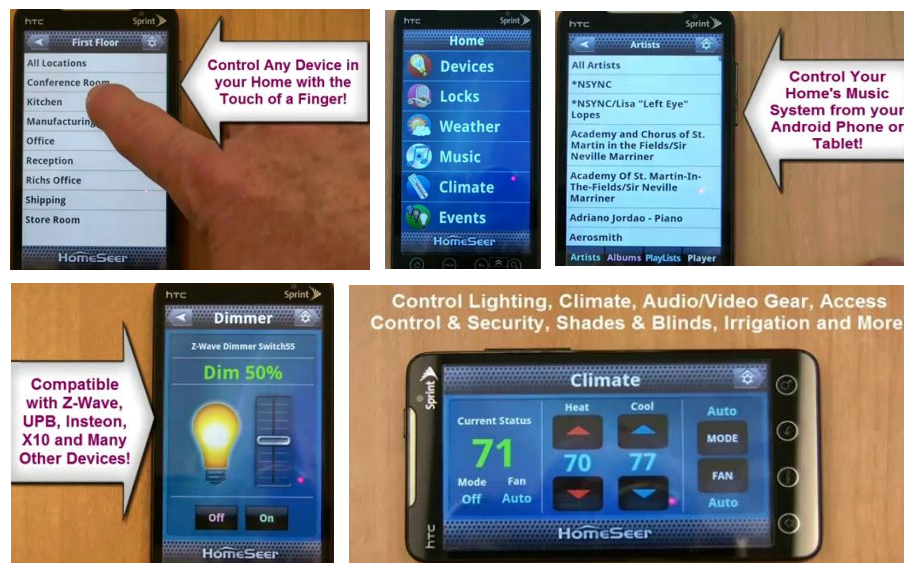 hTC Sprint
First Floor
All Locations
Conference Room
Kitchen
Manufacturing
Office
Reception
Richs Office
Shipping
Store Room
HomeSeer
Control Any Device in
your Home with the
Touch of a Finger!
hTC Sprint
Home
Devices
Locks
Weather
Music
Climate
Events
HomeSeer
hTC
Artists
All Artists
*NSYNC
*NSYNC/Lisa "Left Eye"
Lopes
Academy and Chorus of St.
Martin in the Fields/Sir
Neville Marriner
Academy Of St. Martin-In-
The-Fields/Sir Neville
Marriner
Adriano Jordao - Piano
Aerosmith
Artists Albums PlayLists Player
Control Your
Home's Music
System from your
Android Phone or
Tablet!
Compatible
with Z-Wave,
UPB, Insteon,
X10 and Many
Other Devices!
hTC Sprint
Dimmer
Z-Wave Dimmer Switch55
Dim 50%
Off On
HomeSeer
Control Lighting, Climate, Audio/Video Gear, Access
Control & Security, Shades & Blinds, Irrigation and More
Sprint
hTC
Climate
Current Status
71
Mode Fan
Off Auto
Heat Cool
70 77
Auto
MODE
FAN
Auto
HomeSeer